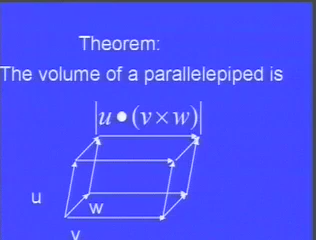 Theorem:
The volume of a parallelepiped is
|u•(v×w)|
u
w
v